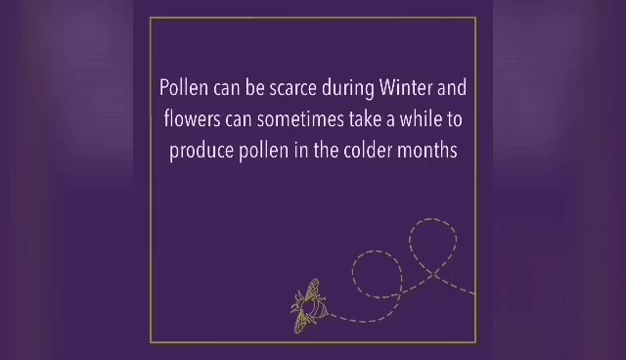 Pollen can be scarce during Winter and
flowers can sometimes take a while to
produce pollen in the colder months